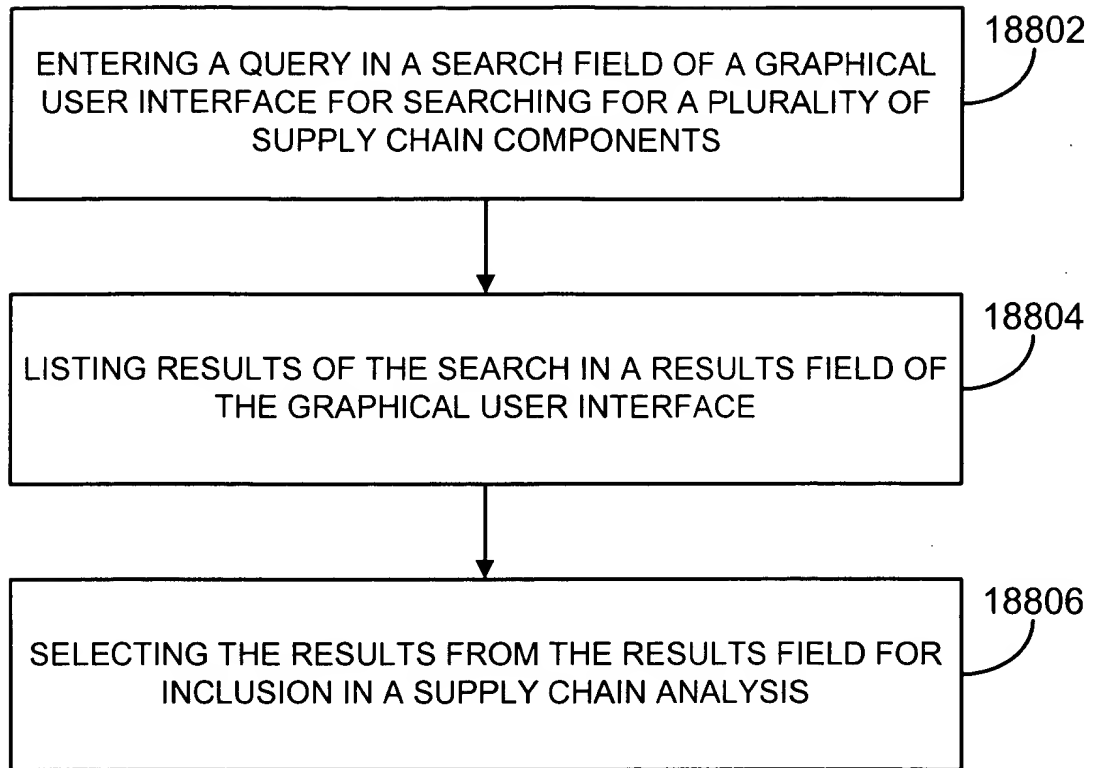 18802
ENTERING A QUERY IN A SEARCH FIELD OF A GRAPHICAL
USER INTERFACE FOR SEARCHING FOR A PLURALITY OF
SUPPLY CHAIN COMPONENTS
18804
LISTING RESULTS OF THE SEARCH IN A RESULTS FIELD OF
THE GRAPHICAL USER INTERFACE
18806
SELECTING THE RESULTS FROM THE RESULTS FIELD FOR
INCLUSION IN A SUPPLY CHAIN ANALYSIS